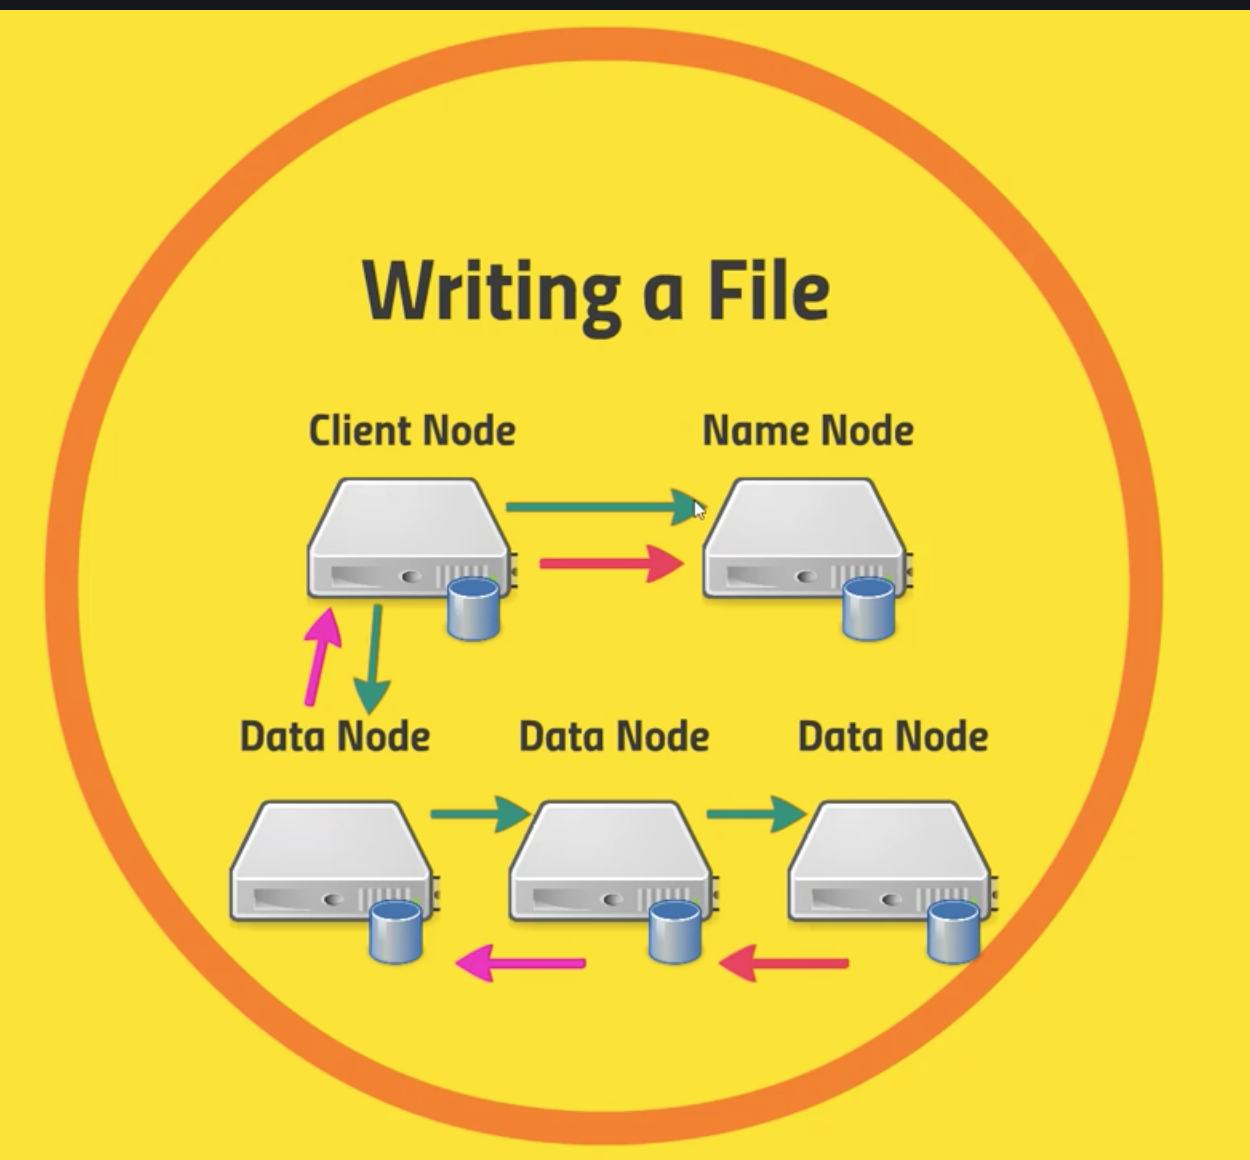 Writing a File
Client Node
Name Node
Data Node
Data Node
Data Node